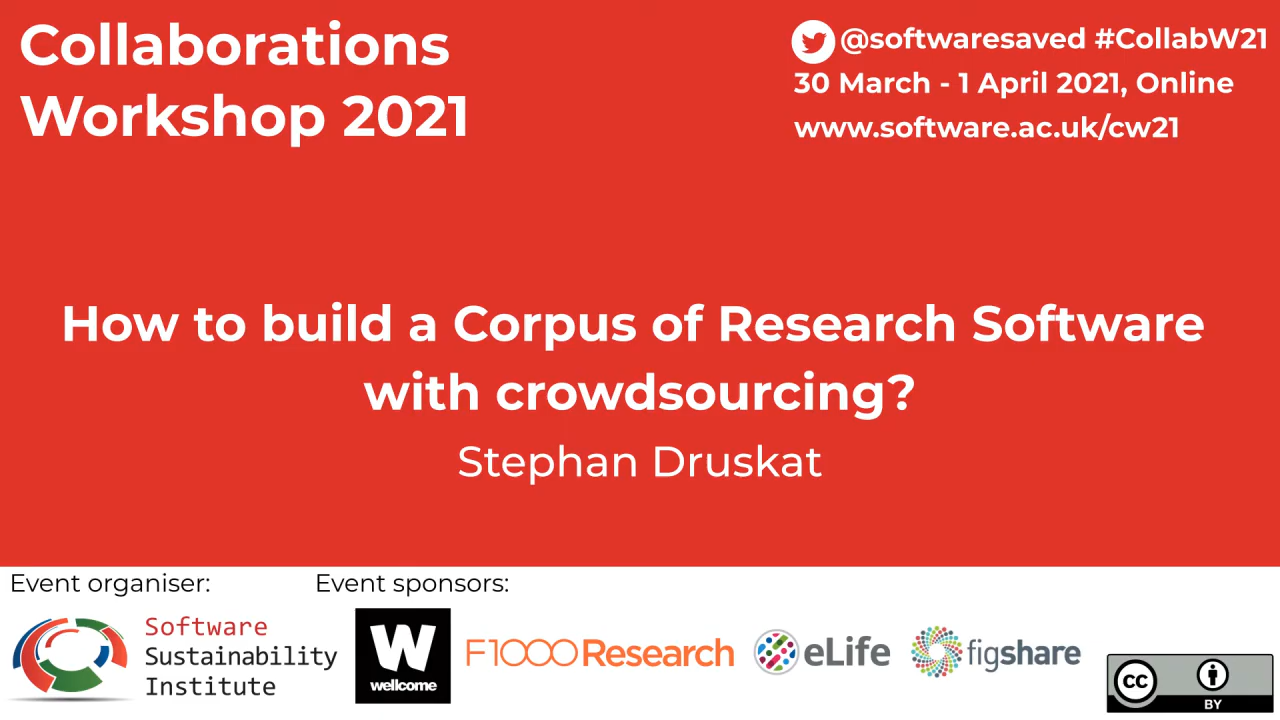 Collaborations
Workshop 2021
@softwaresaved #CollabW21
30 March - 1 April 2021, Online
www.software.ac.uk/cw21
How to build a Corpus of Research Software
with crowdsourcing?
Stephan Druskat
Event organiser:
Event sponsors:
Software
Sustainability
Institute
W
wellcome
F1000Research
eLife
figshare
cc
BY